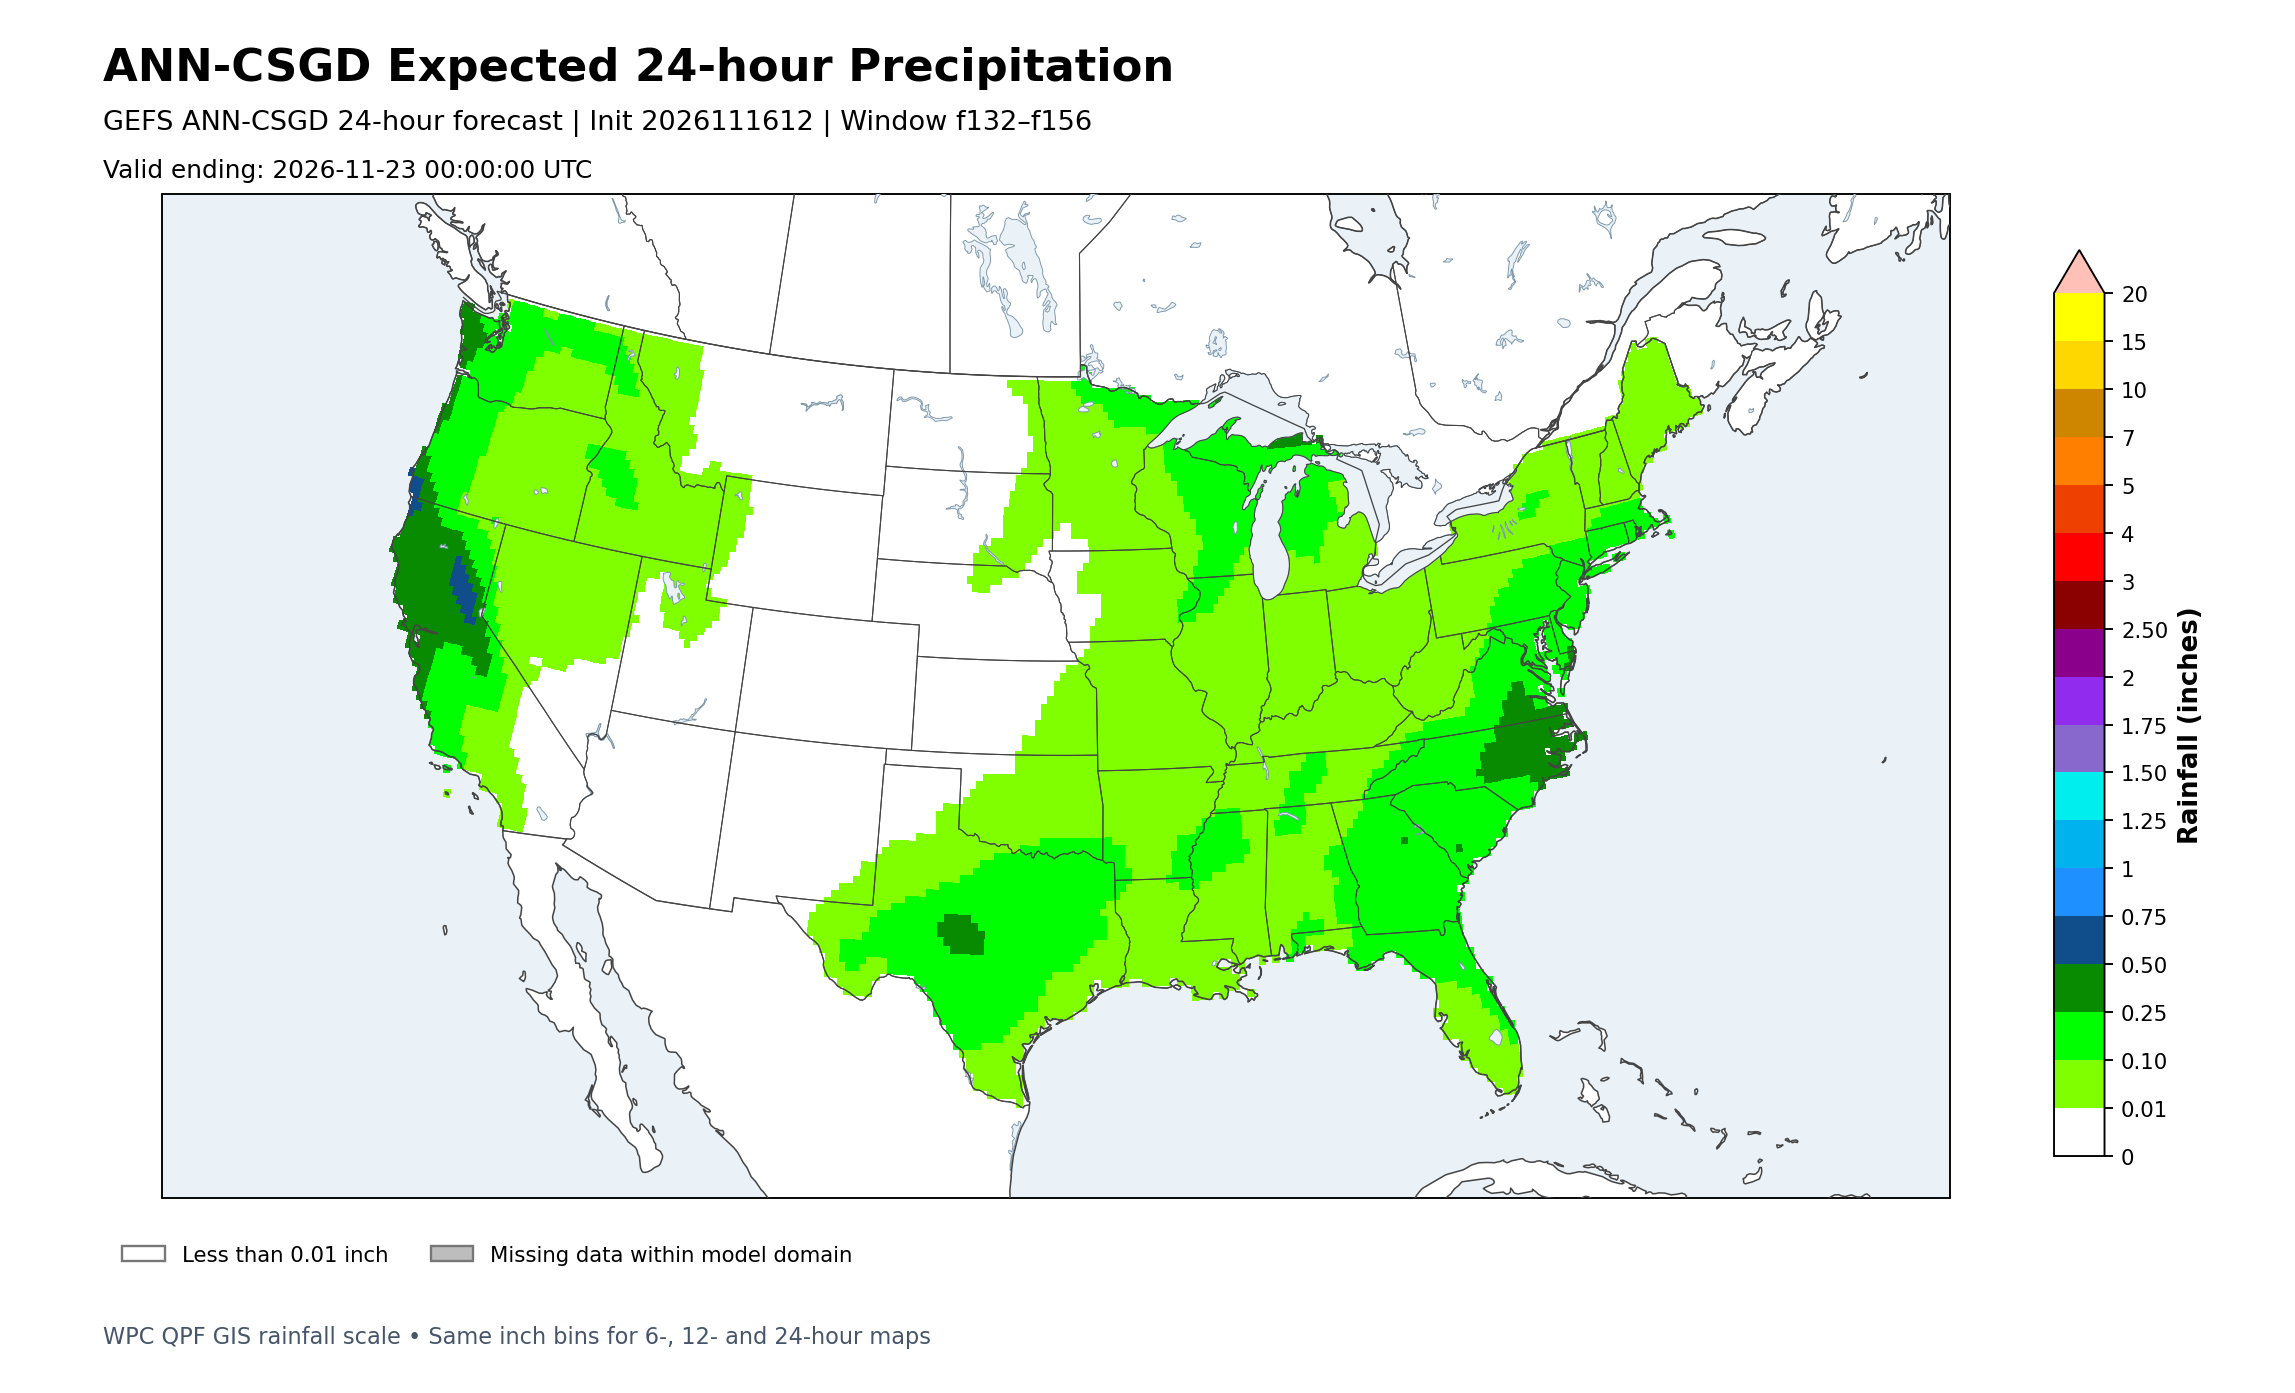 ANN-CSGD Expected 24-hour Precipitation
GEFS ANN-CSGD 24-hour forecast | Init 2026111612 | Window f132–f156
Valid ending: 2026-11-23 00:00:00 UTC
20
15
10
7
5
4
3
2.50
2
1.75
1.50
1.25
1
0.75
0.50
0.25
0.10
0.01
0
Rainfall (inches)
Less than 0.01 inch
Missing data within model domain
WPC QPF GIS rainfall scale • Same inch bins for 6-, 12- and 24-hour maps